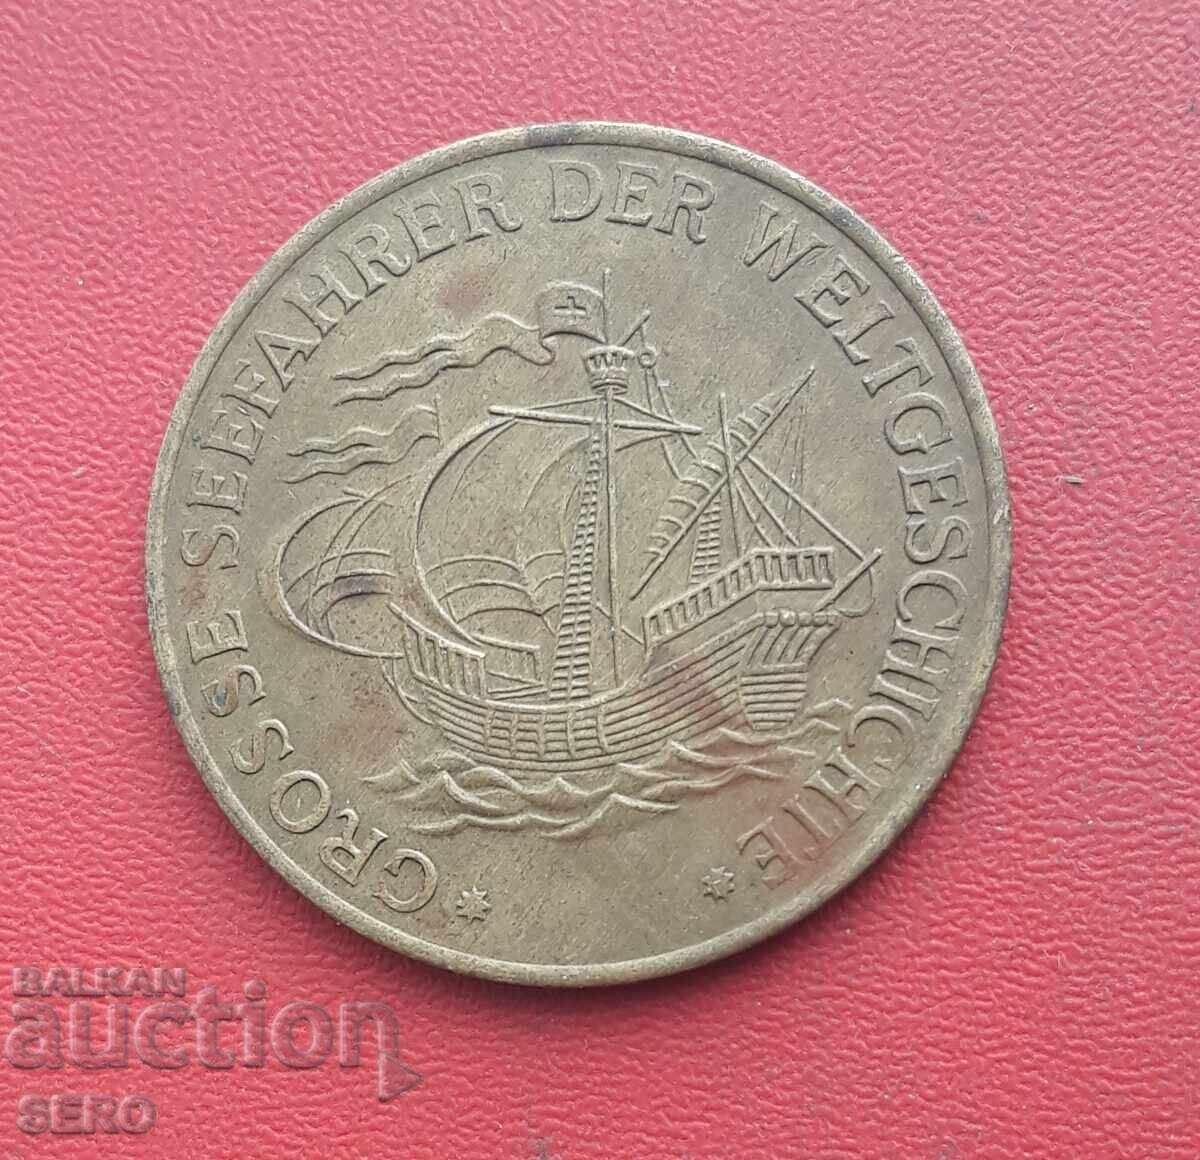 * GROSSE SEEFAHRER DER WELTGESCHICHTE *
BALKAN
auction
SERO